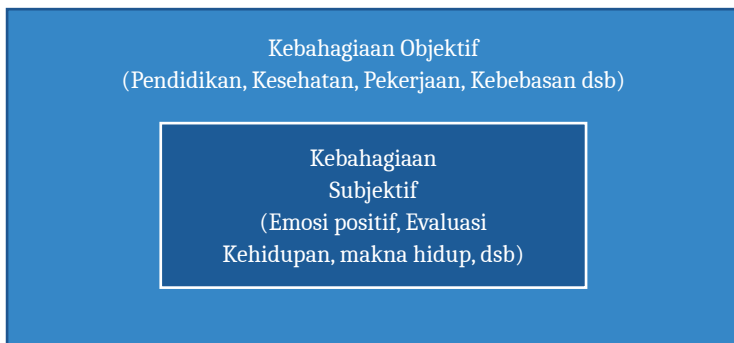 Kebahagiaan Objektif
(Pendidikan, Kesehatan, Pekerjaan, Kebebasan dsb)
Kebahagiaan
Subjektif
(Emosi positif, Evaluasi
Kehidupan, makna hidup, dsb)